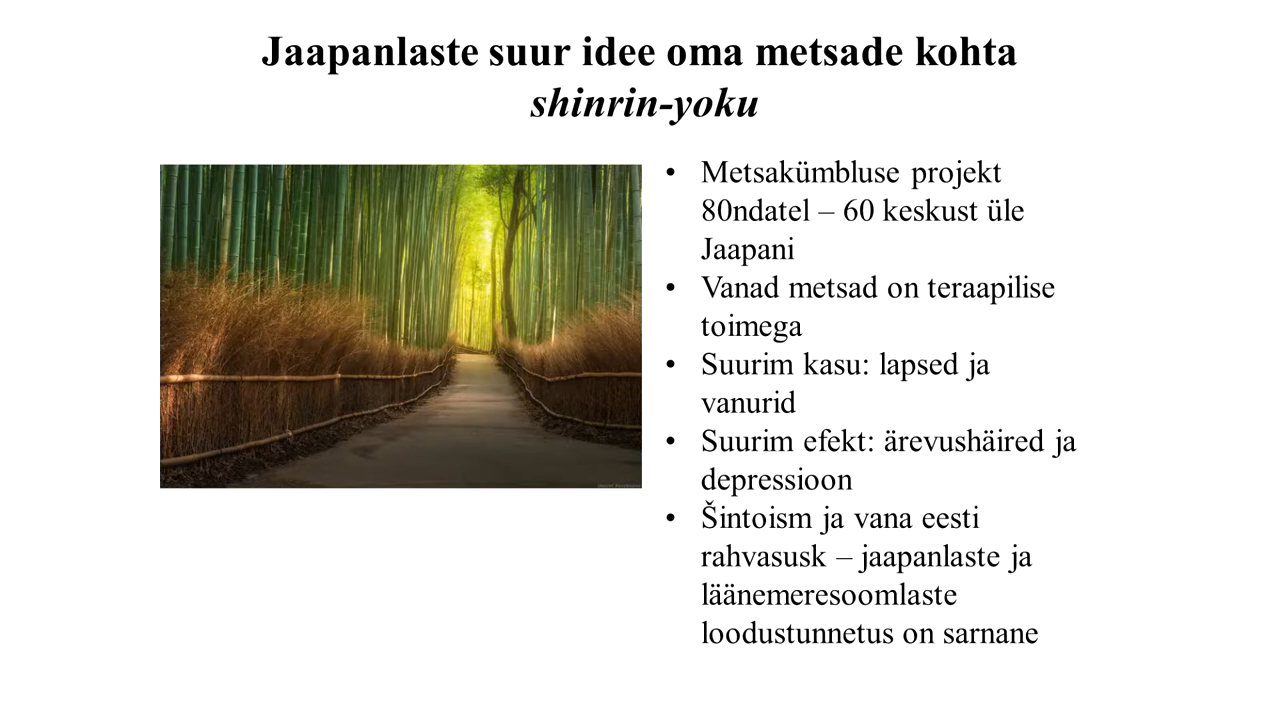 Jaapanlaste suur idee oma metsade kohta
shinrin-yoku
• Metsakümbluse projekt
80ndatel – 60 keskust üle
Jaapani
• Vanad metsad on teraapilise
toimega
• Suurim kasu: lapsed ja
vanurid
• Suurim efekt: ärevushäired ja
depressioon
• Šintoism ja vana eesti
rahvasusk – jaapanlaste ja
läänemeresoomlaste
loodustunnetus on sarnane